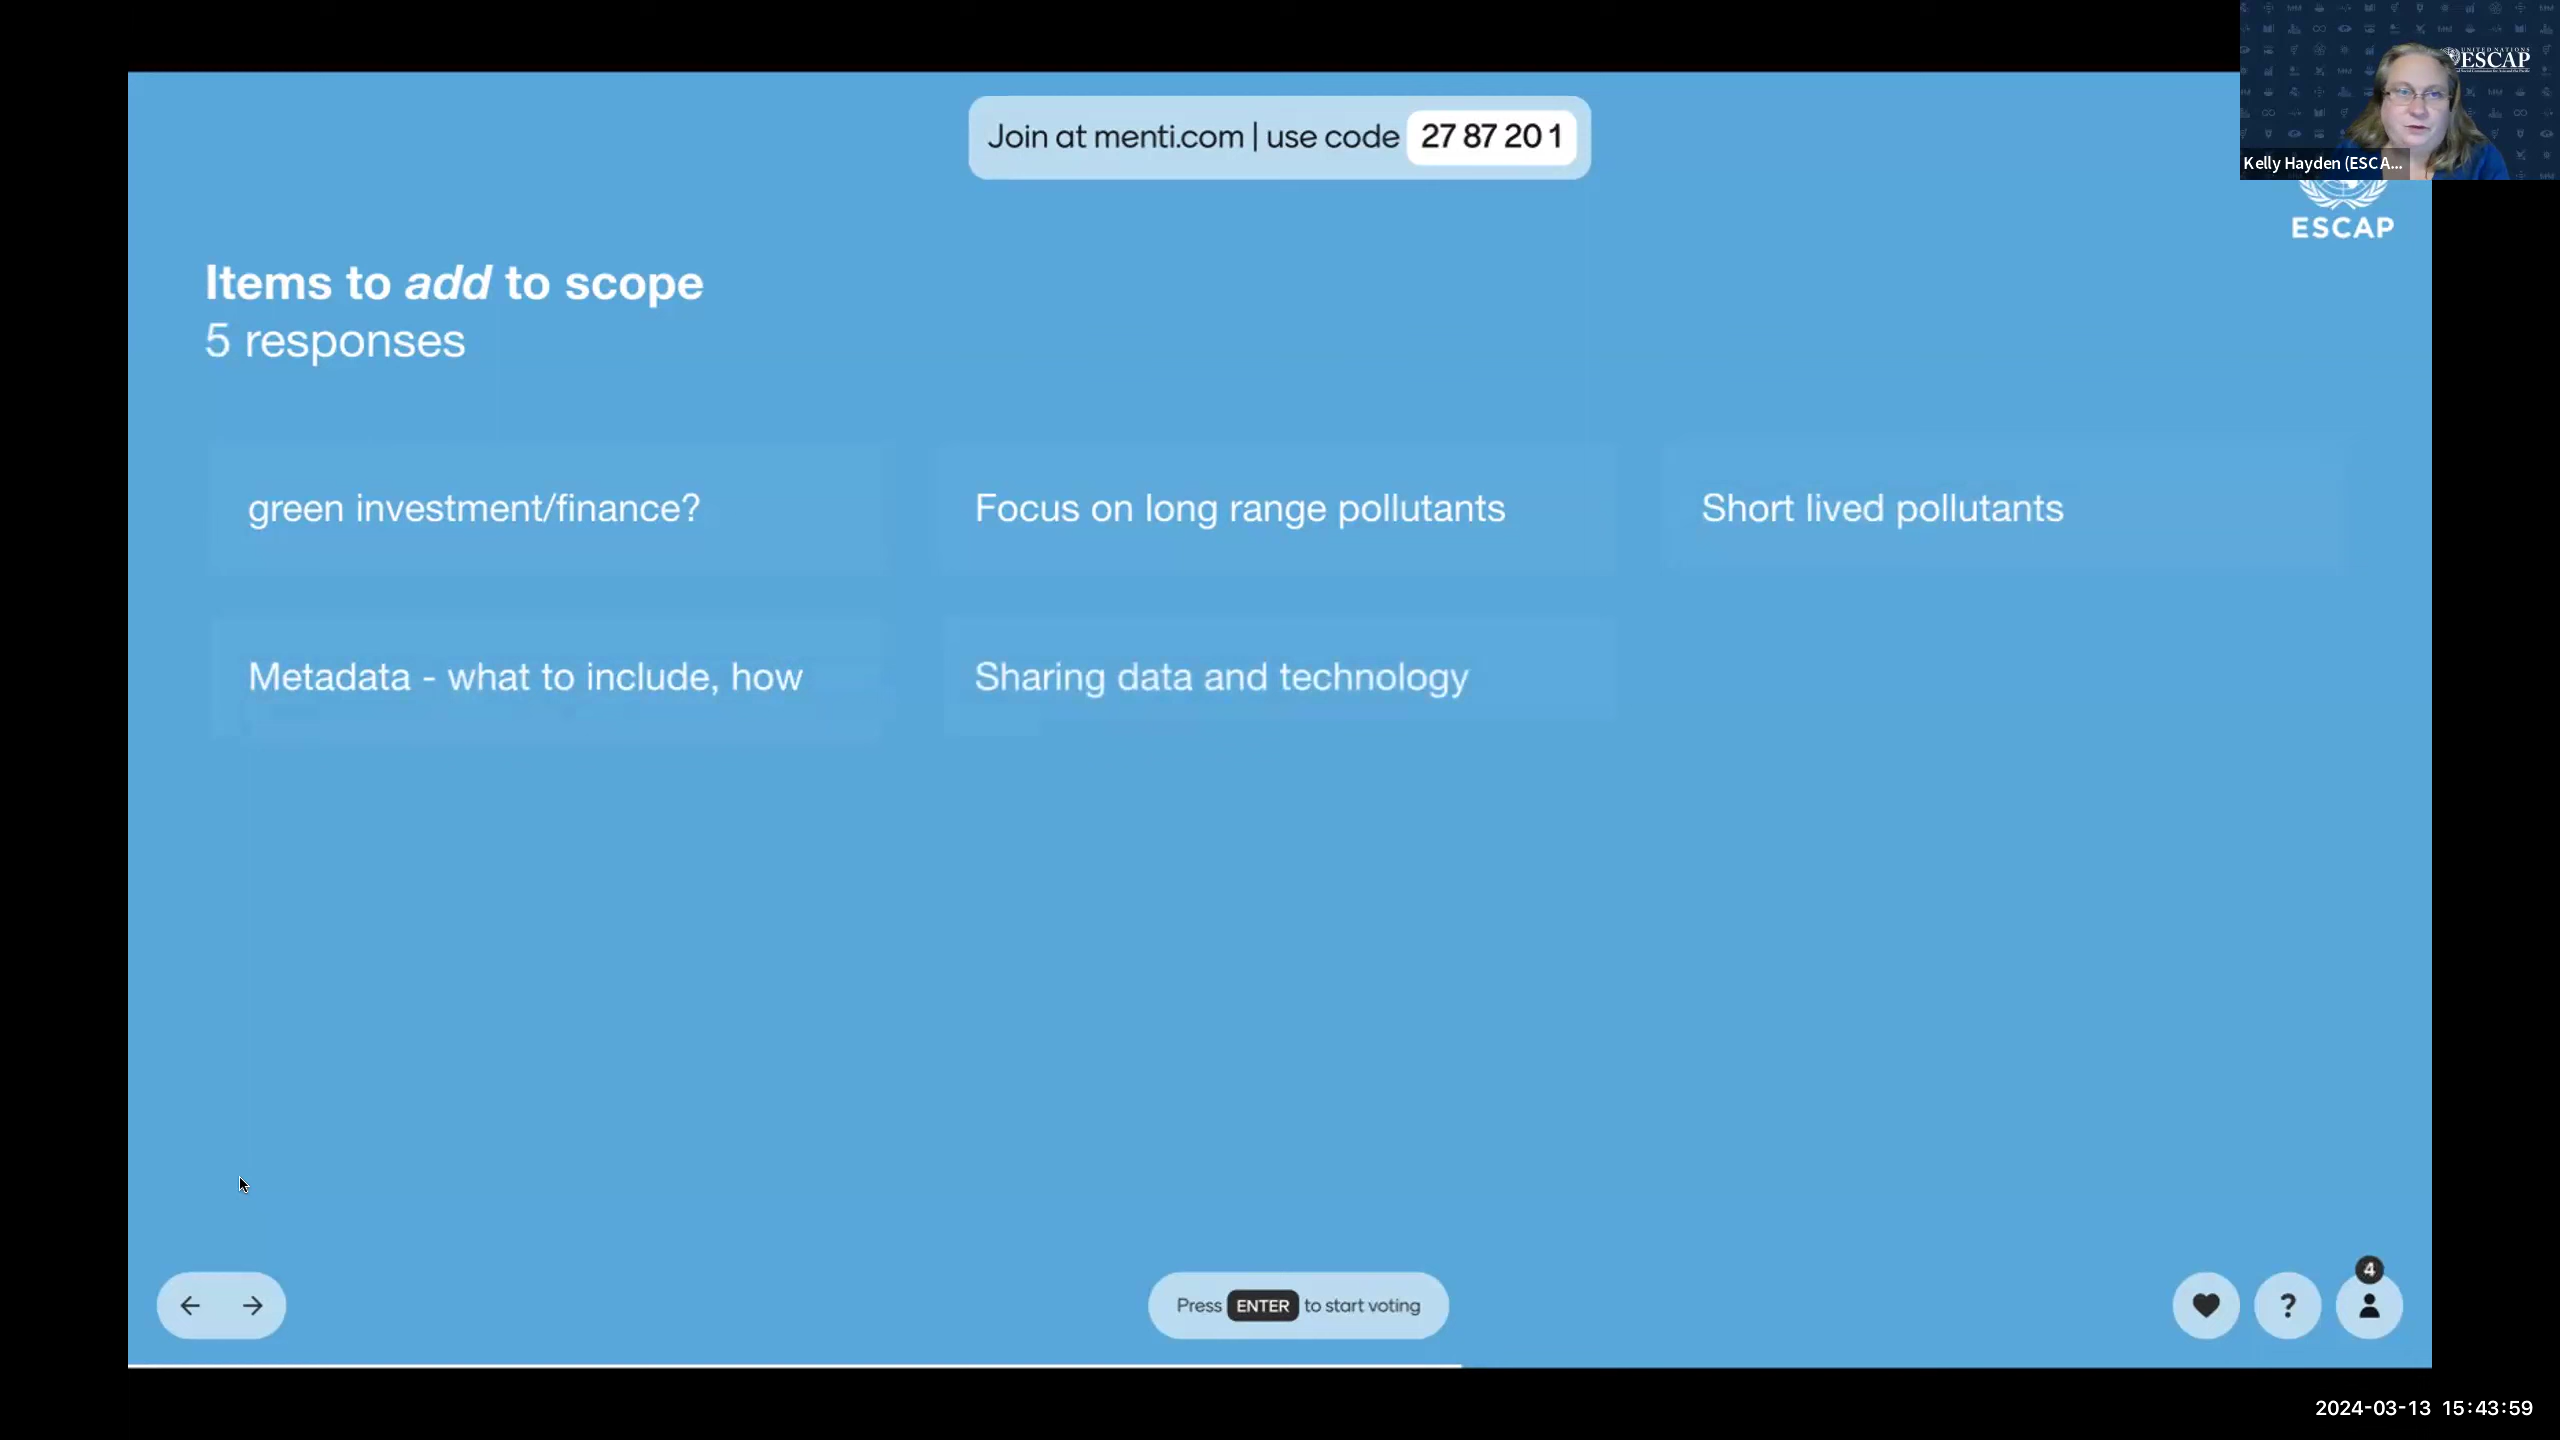 Join at menti.com | use code 27 87 20 1
UNITED NATIONS
ESCAP
Kelly Hayden (ESCA...
ESCAP
Items to add to scope
5 responses
green investment/finance?
Focus on long range pollutants
Short lived pollutants
Metadata - what to include, how
Sharing data and technology
4
Press ENTER to start voting
?
2024-03-13 15:43:59